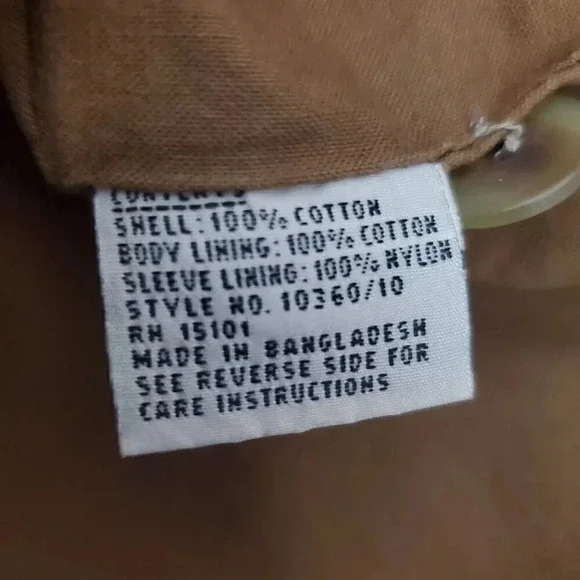 CONTENTS
SHELL: 100% COTTON
BODY LINING: 100% COTTON
SLEEVE LINING: 100% NYLON
STYLE NO. 10360/10
RN 15101
MADE IN BANGLADESH
SEE REVERSE SIDE FOR
CARE INSTRUCTIONS